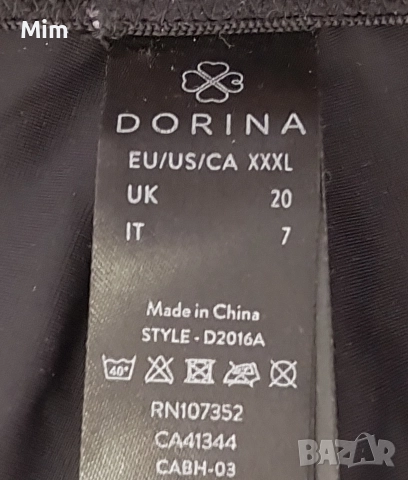 Mim
DORINA
EU/US/CA XXXL
UK 20
IT 7
Made in China
STYLE - D2016A
40°
RN107352
CA41344
CABH-03
BAZAR